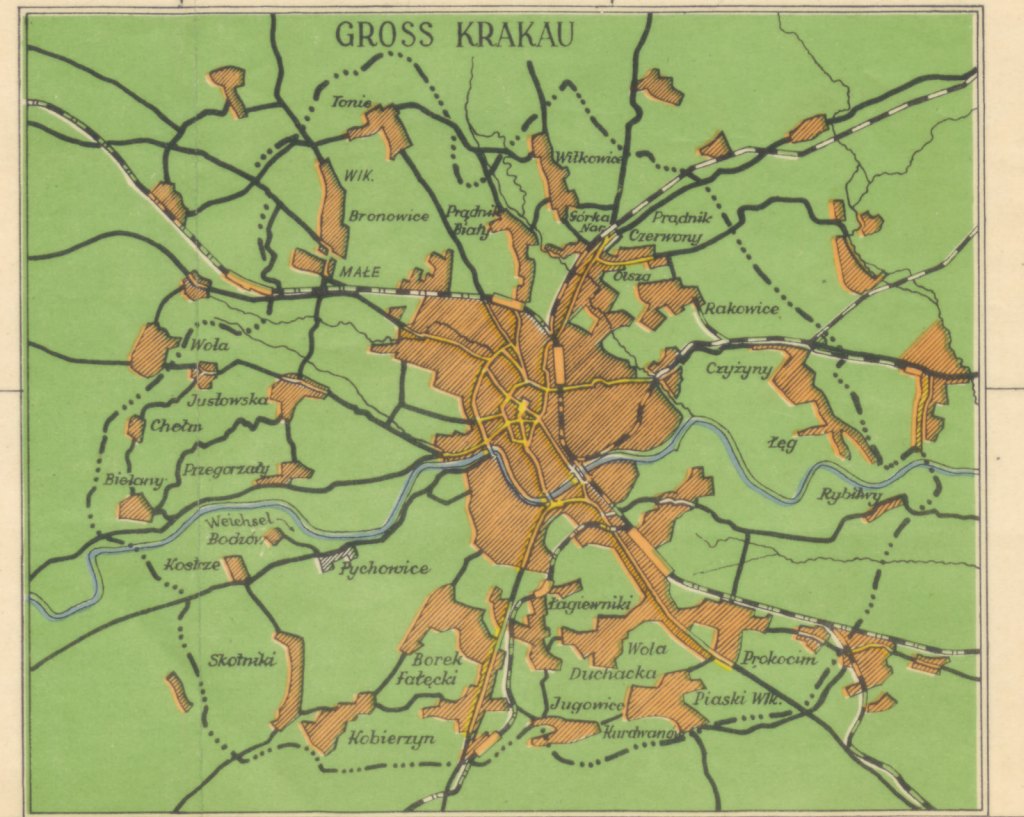 GROSS KRAKAU
Tonie
Wilkowice
WIK.
Bronowice
MAŁE
Prądnik
Biały
Górka
Nar.
Prądnik
Czerwony
Olsza
Rakowice
Wola
Justowska
Chełm
Czyżyny
Łęg
Przegorzały
Bielany
Rybitwy
Weichsel
Bodzów
Kostrze
Pychowice
Łagiewniki
Skotniki
Borek
Fałęcki
Wola
Duchacka
Prokocim
Jugowice
Piaski Wlk.
Kurdwanów
Kobierzyn